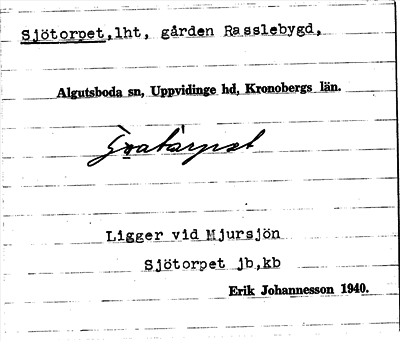 Sjötorpet,lht, gården Rasslebygd,
Algutsboda sn, Uppvidinge hd, Kronobergs län.
Ligger vid Mjursjön
Sjötorpet jb,kb
Erik Johannesson 1940.